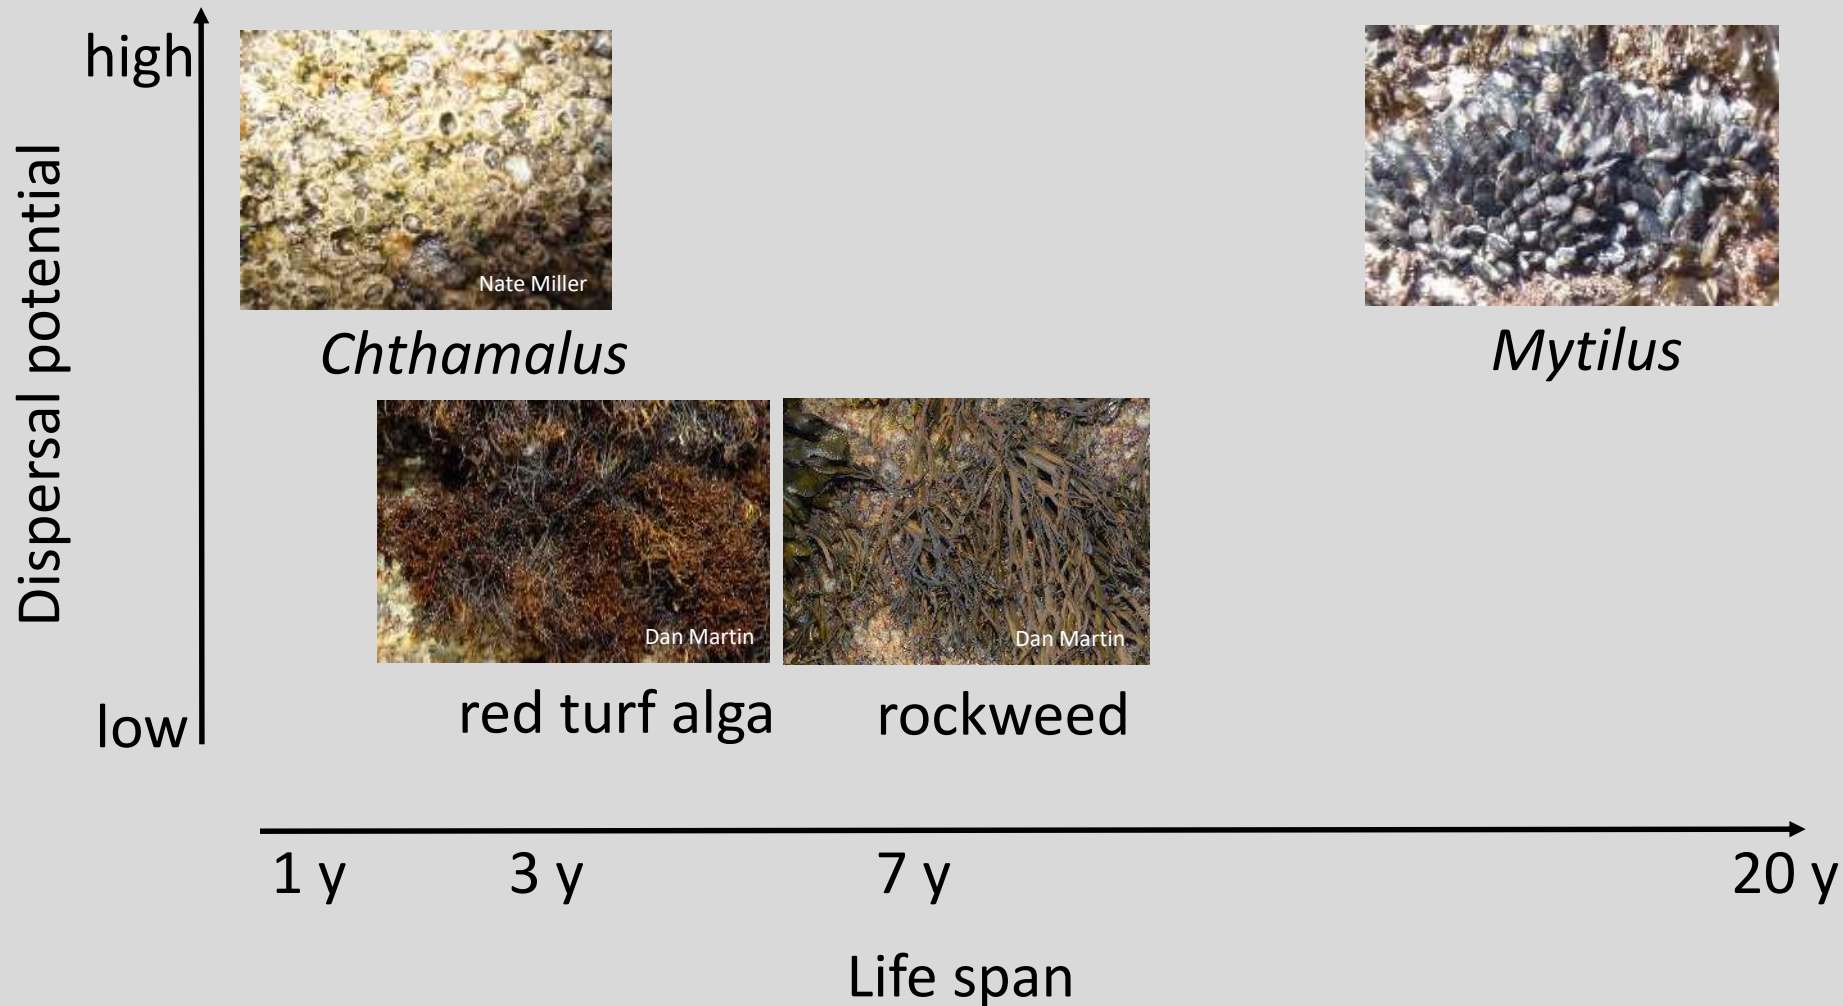 high
Dispersal potential
Nate Miller
Chthamalus
Mytilus
Dan Martin
Dan Martin
red turf alga
rockweed
low
1 y
3 y
7 y
20 y
Life span